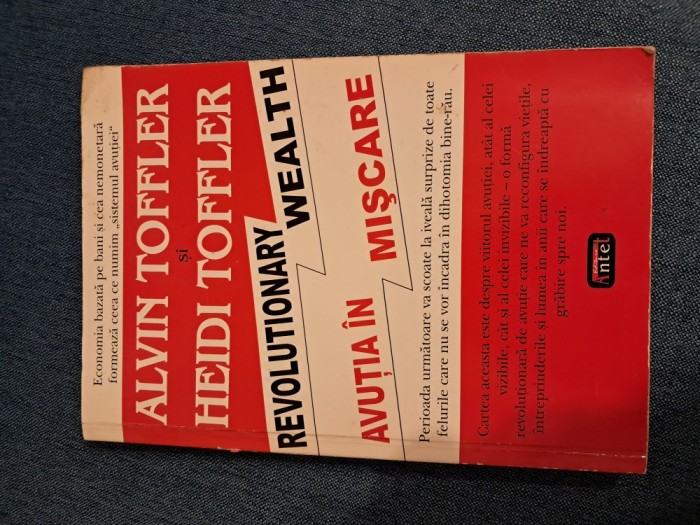 Economia bazată pe bani și cea nemonetară
formează ceea ce numim „sistemul avuției“
ALVIN TOFFLER
și
HEIDI TOFFLER
REVOLUTIONARY
WEALTH
AVUȚIA ÎN
MIȘCARE
Perioada următoare va scoate la iveală surprize de toate
felurile care nu se vor încadra în dihotomia bine-rău.
Cartea aceasta este despre viitorul avuției, atât al celei
vizibile, cât și al celei invizibile – o formă
revoluționară de avuție care ne va reconfigura viețile,
întreprinderile și lumea în anii care se îndreaptă cu
grăbire spre noi.
Antet